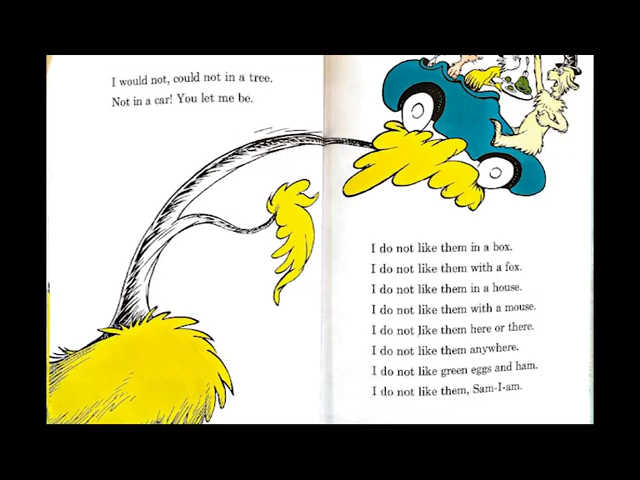 I would not, could not in a tree.
Not in a car! You let me be.
I do not like them in a box.
I do not like them with a fox.
I do not like them in a house.
I do not like them with a mouse.
I do not like them here or there.
I do not like them anywhere.
I do not like green eggs and ham.
I do not like them, Sam-I-am.